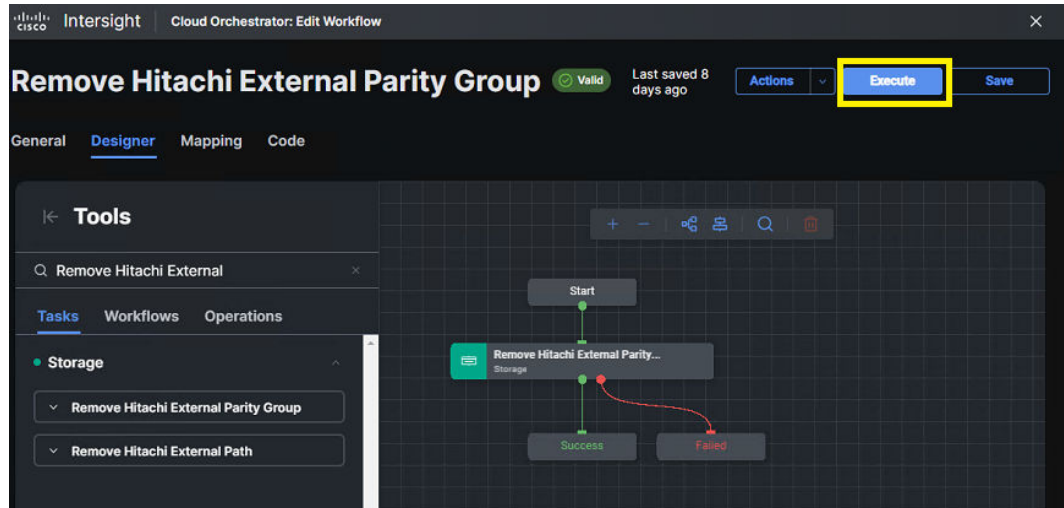 cisco Intersight Cloud Orchestrator: Edit Workflow
Remove Hitachi External Parity Group Valid Last saved 8 days ago Actions Execute Save
General Designer Mapping Code
Tools
Remove Hitachi External
Tasks Workflows Operations
Storage
Remove Hitachi External Parity Group
Remove Hitachi External Path
Start
Remove Hitachi External Parity...
Storage
Success Failed